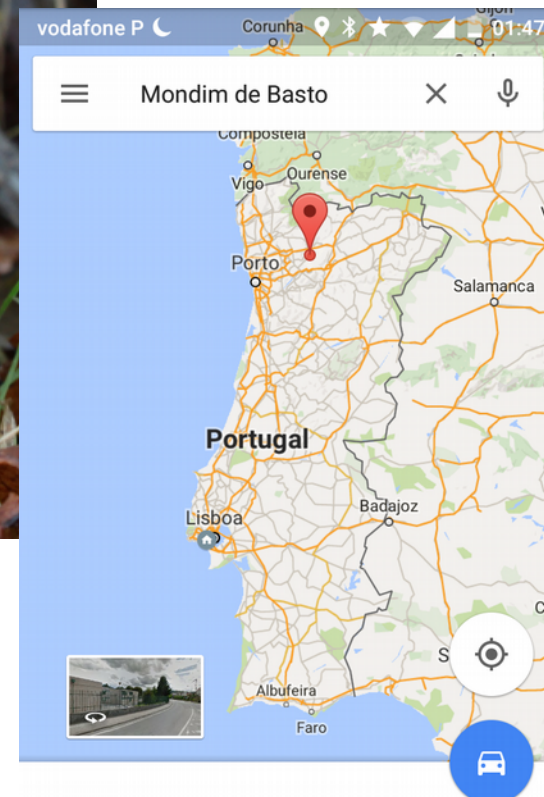 vodafone P
01:47
Corunha
Mondim de Basto
Compostela
Vigo
Ourense
Porto
Salamanca
Portugal
Lisboa
Badajoz
Albufeira
Faro